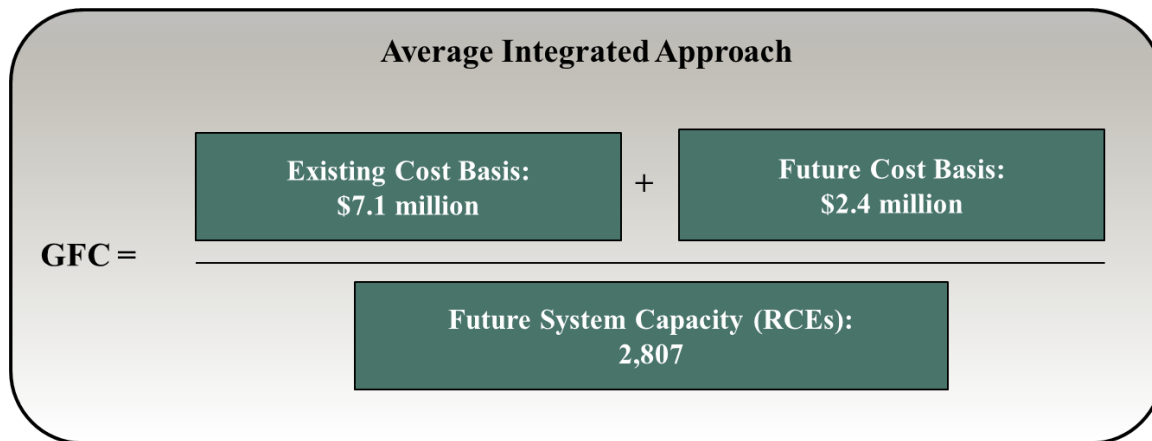 Average Integrated Approach
Existing Cost Basis:
$7.1 million
+
Future Cost Basis:
$2.4 million
GFC =
Future System Capacity (RCEs):
2,807